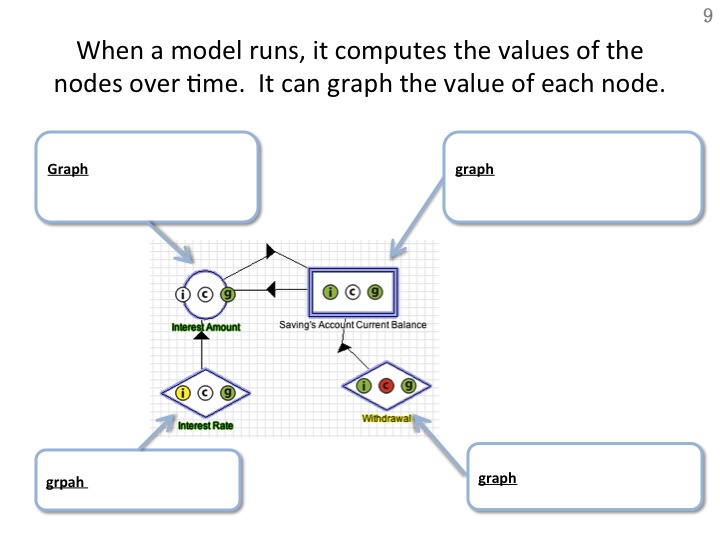 9
When a model runs, it computes the values of the
nodes over time.  It can graph the value of each node.
Graph
graph
i c g
i c g
Interest Amount
Saving's Account Current Balance
i c g
i c g
Interest Rate
Withdrawal
grpah
graph